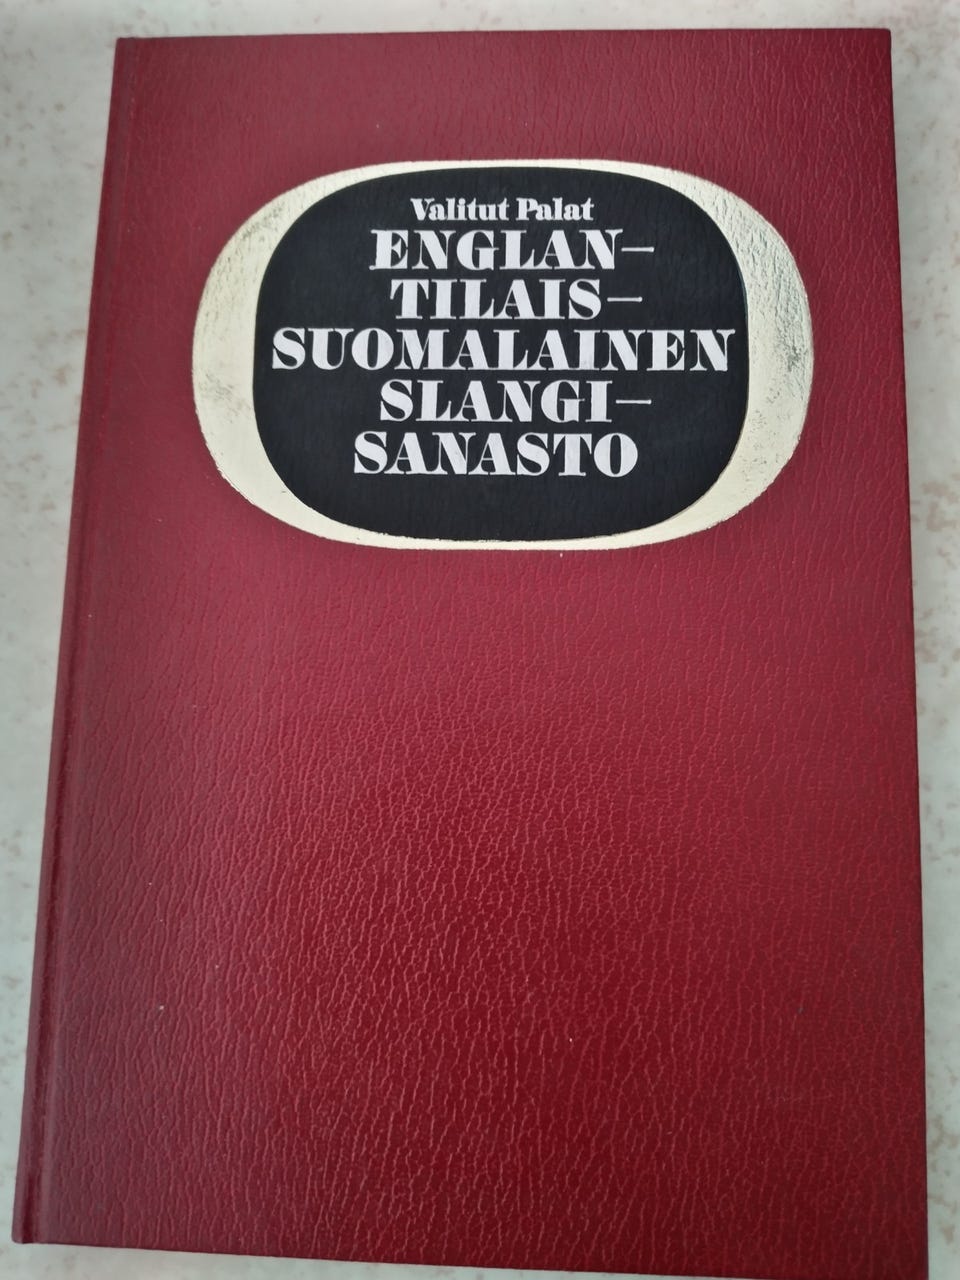 Valitut Palat
ENGLAN–
TILAIS–
SUOMALAINEN
SLANGI–
SANASTO